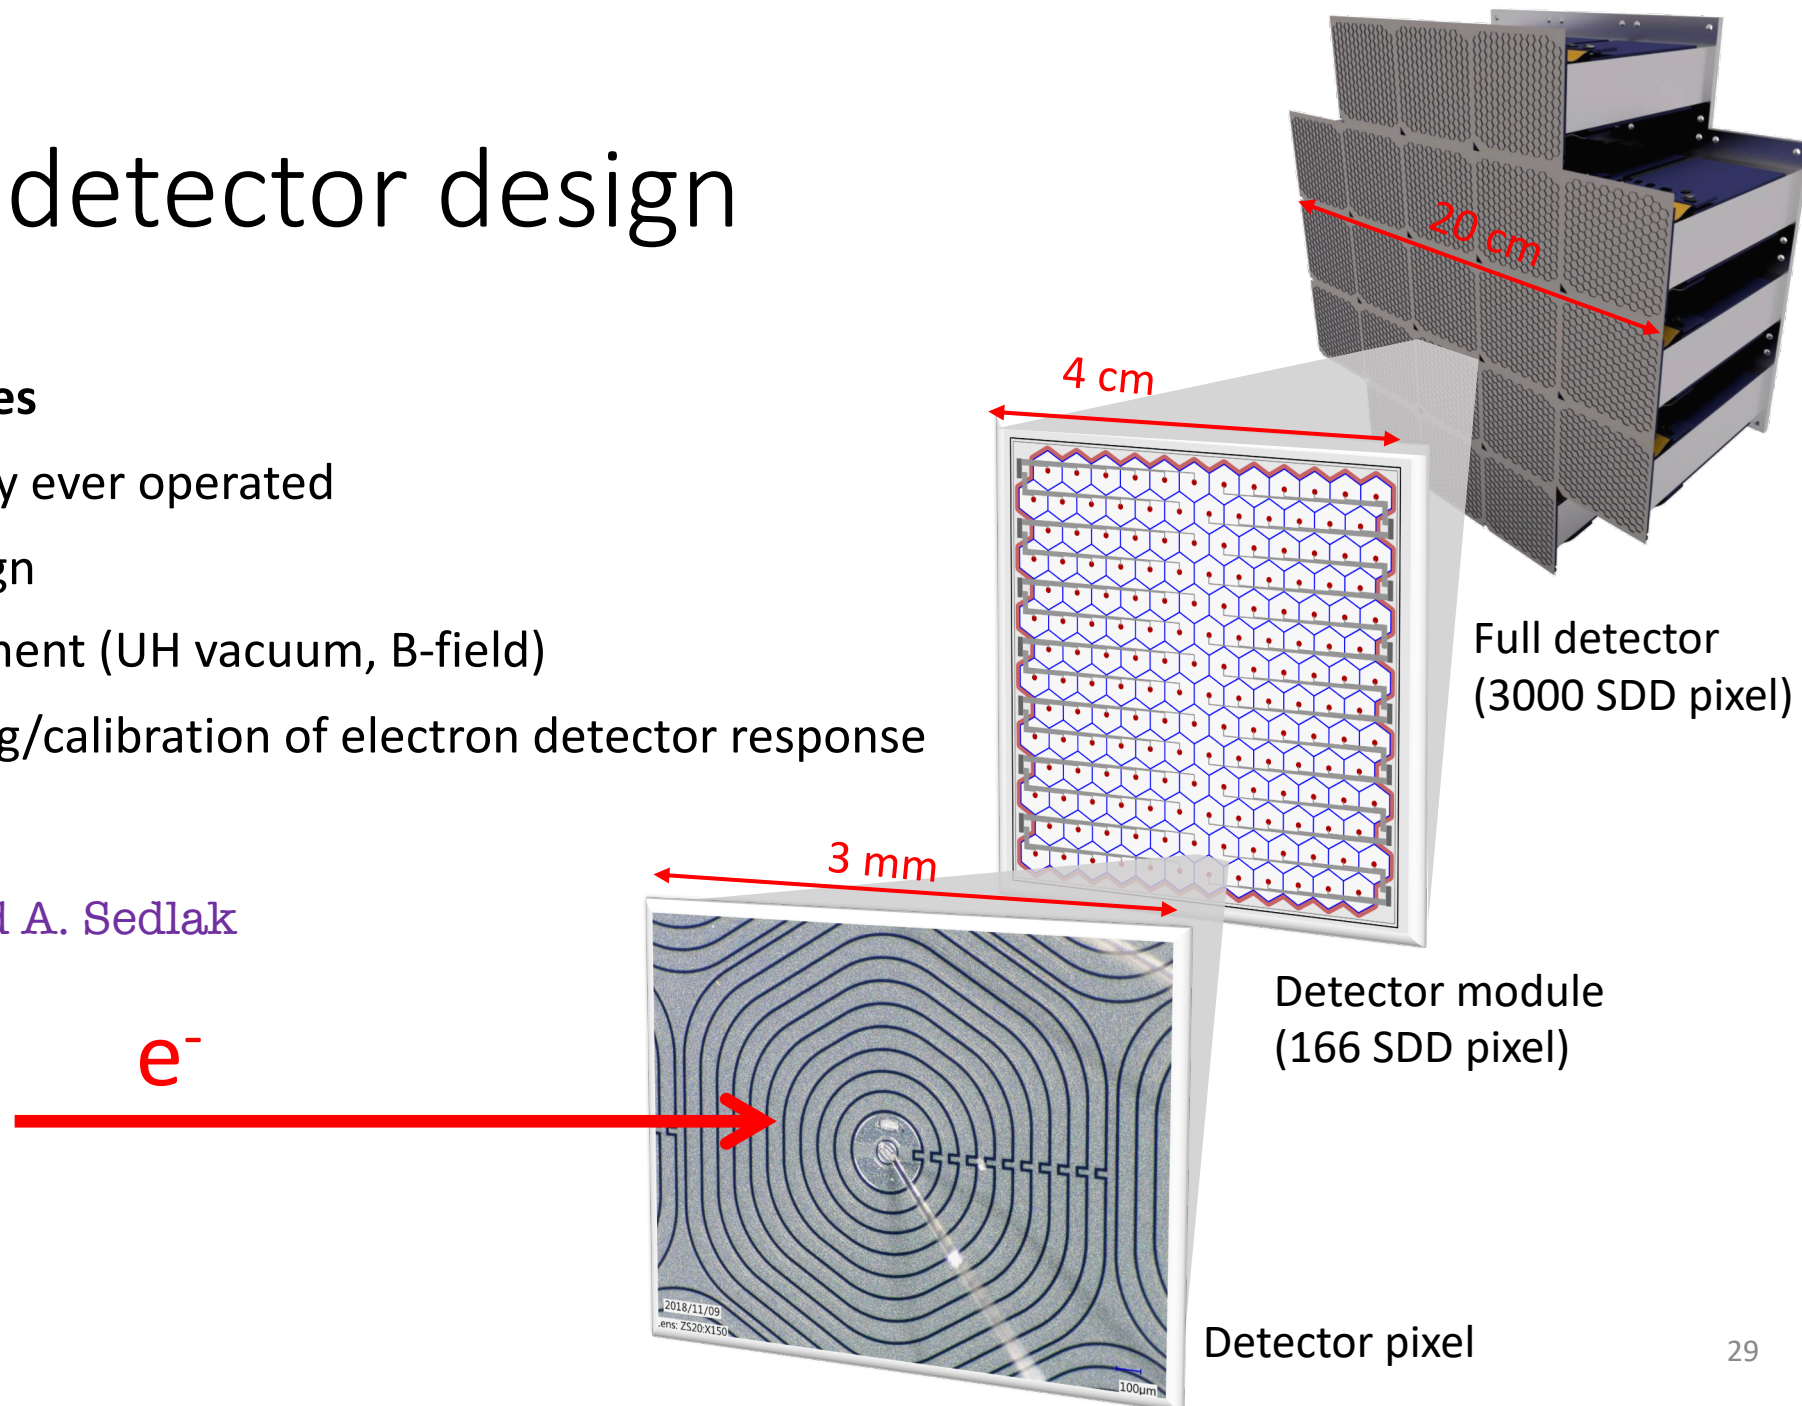 detector design
20 cm
4 cm
es
y ever operated
gn
ment (UH vacuum, B-field)
Full detector
(3000 SDD pixel)
g/calibration of electron detector response
3 mm
d A. Sedlak
Detector module
(166 SDD pixel)
e-
2018/11/09
Lens: ZS20:X150
100µm
Detector pixel
29